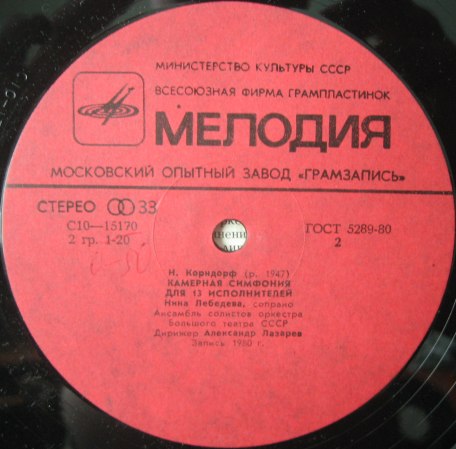 МИНИСТЕРСТВО КУЛЬТУРЫ СССР
ВСЕСОЮЗНАЯ ФИРМА ГРАМПЛАСТИНОК
МЕЛОДИЯ
МОСКОВСКИЙ ОПЫТНЫЙ ЗАВОД «ГРАМЗАПИСЬ»
СТЕРЕО 33
С10—15170
2 гр. 1-20
ГОСТ 5289-80
2
Н. Корндорф (р. 1947)
КАМЕРНАЯ СИМФОНИЯ
ДЛЯ 13 ИСПОЛНИТЕЛЕЙ
Нина Лебедева, сопрано
Ансамбль солистов оркестра
Большого театра СССР
Дирижер Александр Лазарев
Запись 1980 г.